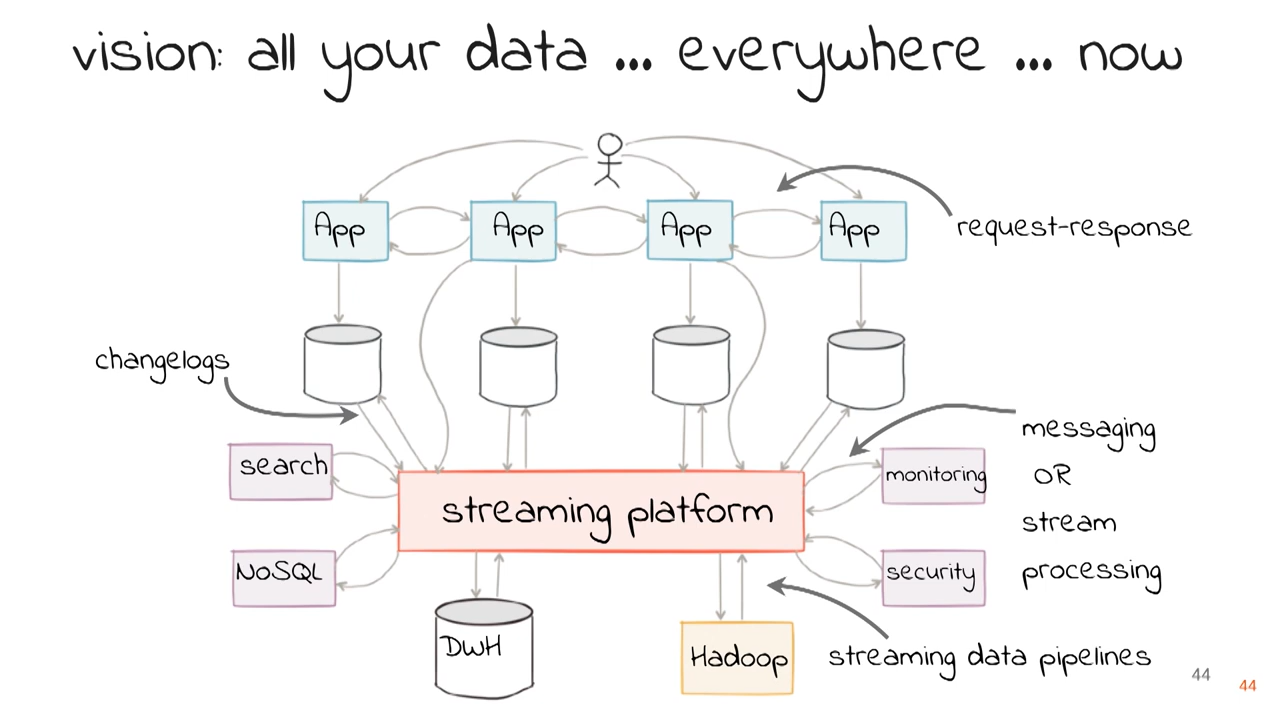 vision: all your data ... everywhere ... now
App
App
App
App
request-response
changelogs
messaging
OR
stream
processing
search
monitoring
streaming platform
NoSQL
security
DWH
Hadoop
streaming data pipelines
44
44